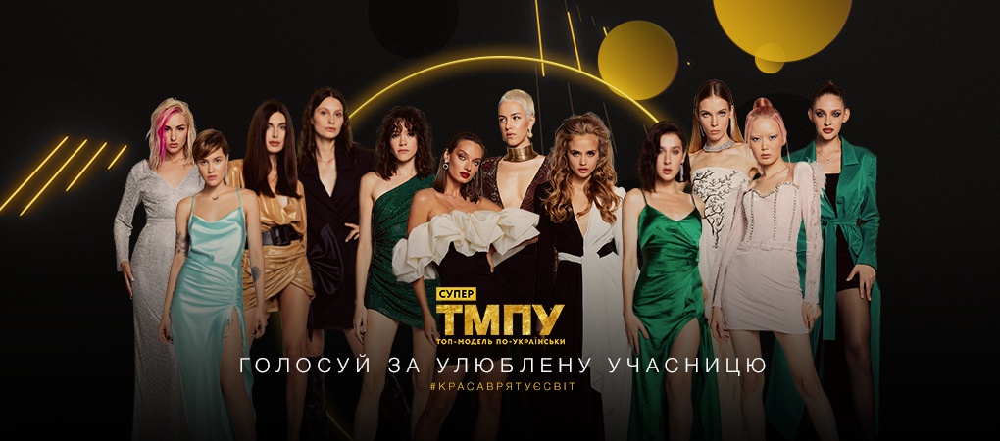 СУПЕР
ТМПУ
ТОП-МОДЕЛЬ ПО-УКРАЇНСЬКИ
ГОЛОСУЙ ЗА УЛЮБЛЕНУ УЧАСНИЦЮ
#КРАСАВРЯТУЄСВІТ